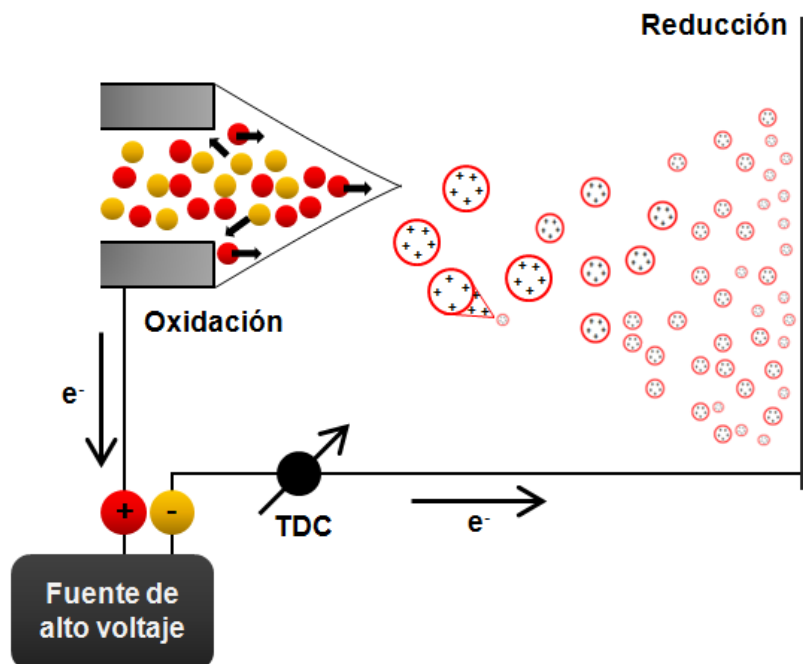 Reducción
Oxidación
e-
+
-
TDC
e-
Fuente de
alto voltaje